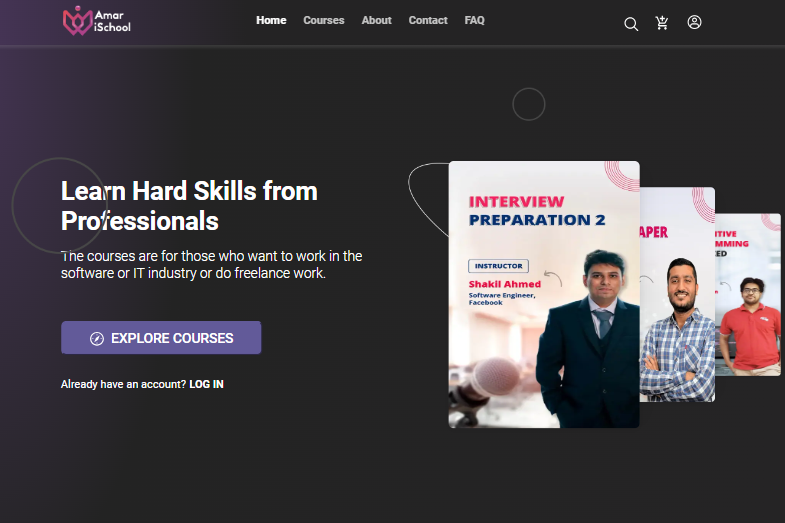 Amar
iSchool
Home Courses About Contact FAQ
Learn Hard Skills from
Professionals
The courses are for those who want to work in the
software or IT industry or do freelance work.
EXPLORE COURSES
Already have an account? LOG IN
INTERVIEW
PREPARATION 2
INSTRUCTOR
Shakil Ahmed
Software Engineer,
Facebook
APER
ITIVE
MMING
ED